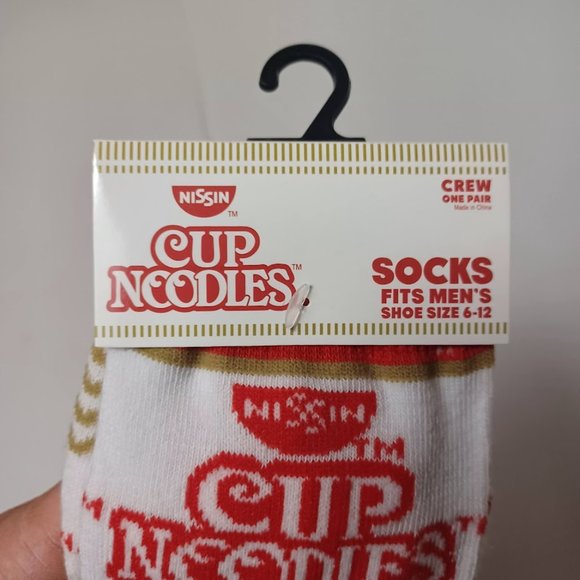 NISSIN
TM
CUP
NOODLES
TM
CREW
ONE PAIR
Made in China
SOCKS
FITS MEN'S
SHOE SIZE 6-12
NISSIN
TM
CUP
NOODLES